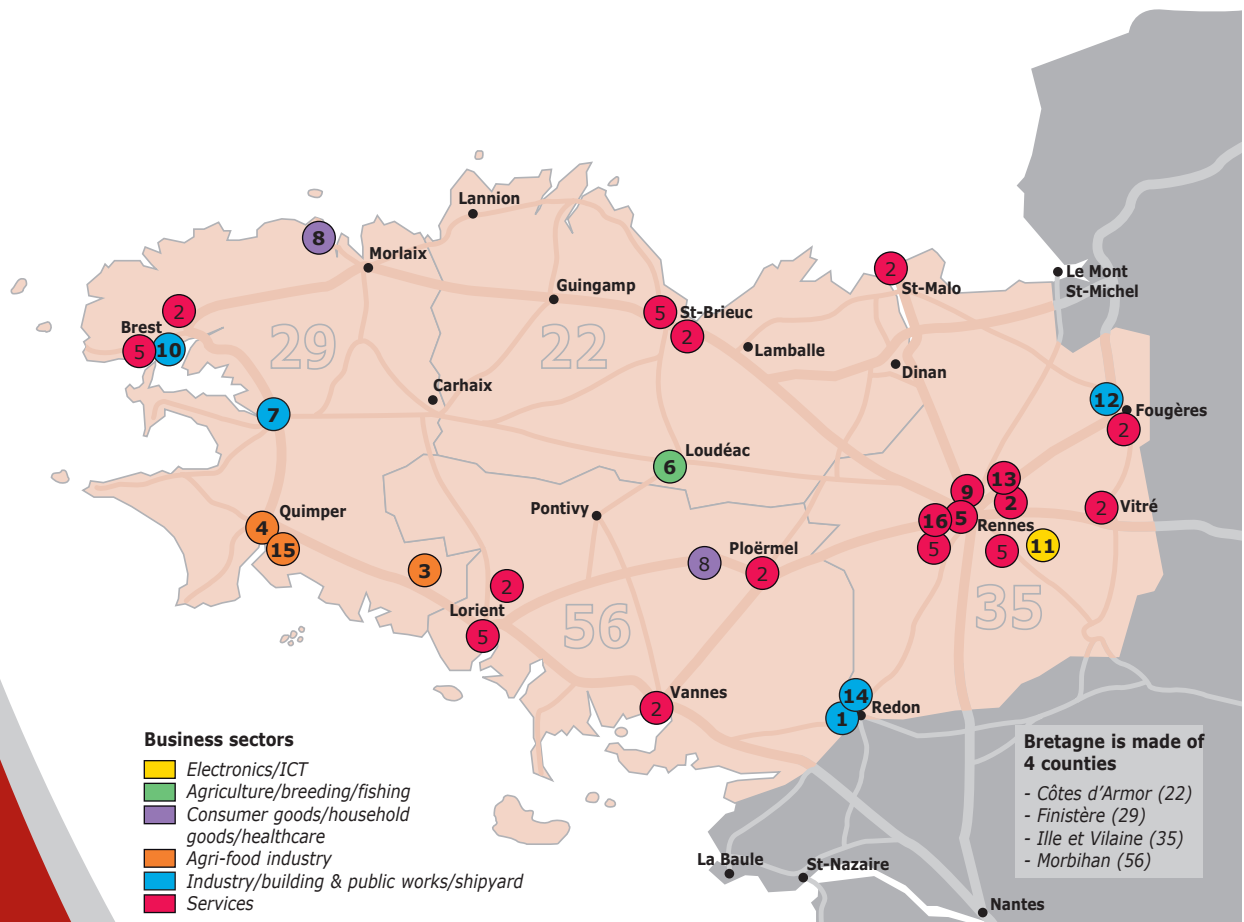 Lannion
8
Morlaix
Guingamp
2
St-Malo
Le Mont
St-Michel
2
Brest
5
10
29
22
5
St-Brieuc
2
Lamballe
Dinan
Carhaix
7
12
Fougères
2
Loudéac
6
Pontivy
Quimper
4
15
3
9
13
2
16
5
Rennes
5
5
11
2
Vitré
Ploërmel
8
2
2
Lorient
5
56
35
Vannes
2
14
1
Redon
Business sectors
Electronics/ICT
Agriculture/breeding/fishing
Consumer goods/household
goods/healthcare
Agri-food industry
Industry/building & public works/shipyard
Services
Bretagne is made of
4 counties
- Côtes d'Armor (22)
- Finistère (29)
- Ille et Vilaine (35)
- Morbihan (56)
La Baule
St-Nazaire
Nantes